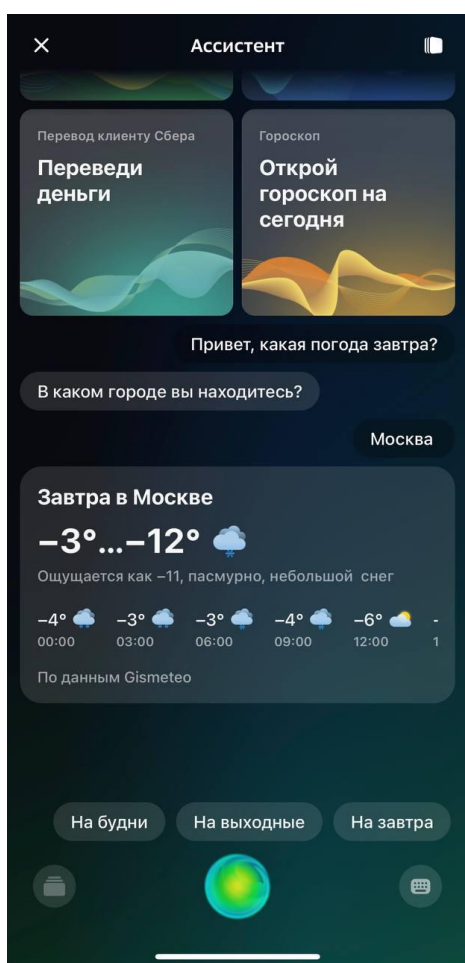 Ассистент
Перевод клиенту Сбера
Переведи
деньги
Гороскоп
Открой
гороскоп на
сегодня
Привет, какая погода завтра?
В каком городе вы находитесь?
Москва
Завтра в Москве
−3°...−12°
Ощущается как −11, пасмурно, небольшой снег
−4° −3° −3° −4° −6° -
00:00 03:00 06:00 09:00 12:00 1
По данным Gismeteo
На будни На выходные На завтра